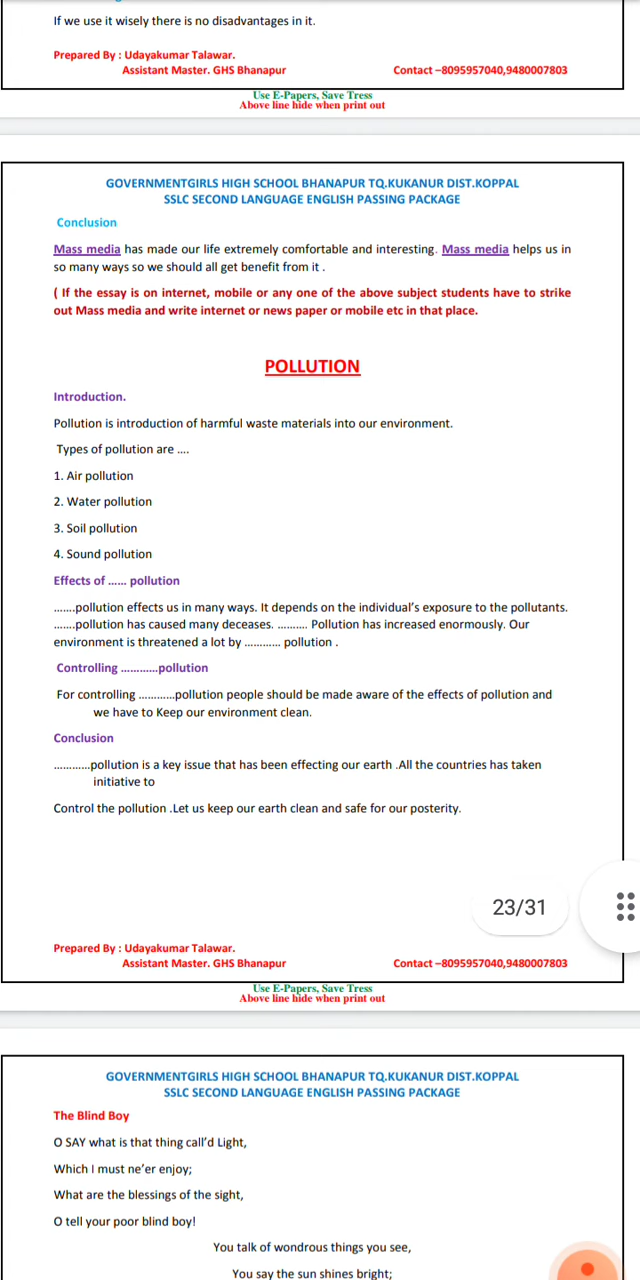 If we use it wisely there is no disadvantages in it.
Prepared By : Udayakumar Talawar.
Assistant Master. GHS Bhanapur Contact –8095957040,9480007803
Use E-Papers, Save Tress
Above line hide when print out
GOVERNMENTGIRLS HIGH SCHOOL BHANAPUR TQ.KUKANUR DIST.KOPPAL
SSLC SECOND LANGUAGE ENGLISH PASSING PACKAGE
Conclusion
Mass media has made our life extremely comfortable and interesting. Mass media helps us in
so many ways so we should all get benefit from it .
( If the essay is on internet, mobile or any one of the above subject students have to strike
out Mass media and write internet or news paper or mobile etc in that place.
POLLUTION
Introduction.
Pollution is introduction of harmful waste materials into our environment.
Types of pollution are ....
1. Air pollution
2. Water pollution
3. Soil pollution
4. Sound pollution
Effects of ...... pollution
.......pollution effects us in many ways. It depends on the individual's exposure to the pollutants.
.......pollution has caused many deceases. .......... Pollution has increased enormously. Our
environment is threatened a lot by ............ pollution .
Controlling ............pollution
For controlling ............pollution people should be made aware of the effects of pollution and
we have to Keep our environment clean.
Conclusion
............pollution is a key issue that has been effecting our earth .All the countries has taken
initiative to
Control the pollution .Let us keep our earth clean and safe for our posterity.
23/31
Prepared By : Udayakumar Talawar.
Assistant Master. GHS Bhanapur Contact –8095957040,9480007803
Use E-Papers, Save Tress
Above line hide when print out
GOVERNMENTGIRLS HIGH SCHOOL BHANAPUR TQ.KUKANUR DIST.KOPPAL
SSLC SECOND LANGUAGE ENGLISH PASSING PACKAGE
The Blind Boy
O SAY what is that thing call'd Light,
Which I must ne'er enjoy;
What are the blessings of the sight,
O tell your poor blind boy!
You talk of wondrous things you see,
You say the sun shines bright;